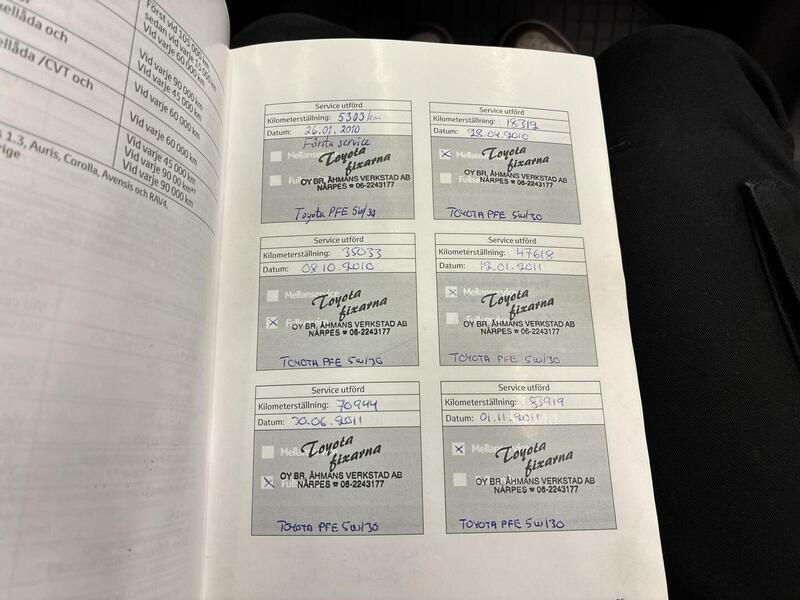 Först vid 105 000 km
sedan vid varje 15 000 km
Vid varje 60 000 km
Vid varje 90 000 km
Vid varje 45 000 km
Vid varje 60 000 km
Vid varje 60 000 km
Vid varje 45 000 km
Vid varje 90 000 km
Vid varje 90 000 km
och
/CVT och
1.3, Auris, Corolla, Avensis och RAV4.
Service utförd
Kilometerställning: 5303 km
Datum: 26.01.2010
Första service
Mellan
Toyota
fixarna
OY BR. ÅHMANS VERKSTAD AB
NÄRPES ☎ 06-2243177
Toyota PFE 5W/30
Service utförd
Kilometerställning: 18319
Datum: 28.04.2010
Toyota
fixarna
OY BR. ÅHMANS VERKSTAD AB
NÄRPES ☎ 06-2243177
TOYOTA PFE 5W/30
Service utförd
Kilometerställning: 35033
Datum: 08.10.2010
Mellanservice
Toyota
fixarna
OY BR. ÅHMANS VERKSTAD AB
NÄRPES ☎ 06-2243177
TOYOTA PFE 5W/30
Service utförd
Kilometerställning: 47618
Datum: 12.01.2011
Mellanservice
Toyota
fixarna
OY BR. ÅHMANS VERKSTAD AB
NÄRPES ☎ 06-2243177
TOYOTA PFE 5W/30
Service utförd
Kilometerställning: 70944
Datum: 30.06.2011
Toyota
fixarna
OY BR. ÅHMANS VERKSTAD AB
NÄRPES ☎ 06-2243177
TOYOTA PFE 5W/30
Service utförd
Kilometerställning: 83919
Datum: 01.11.2011
Mellanservice
Toyota
fixarna
OY BR. ÅHMANS VERKSTAD AB
NÄRPES ☎ 06-2243177
TOYOTA PFE 5W/30